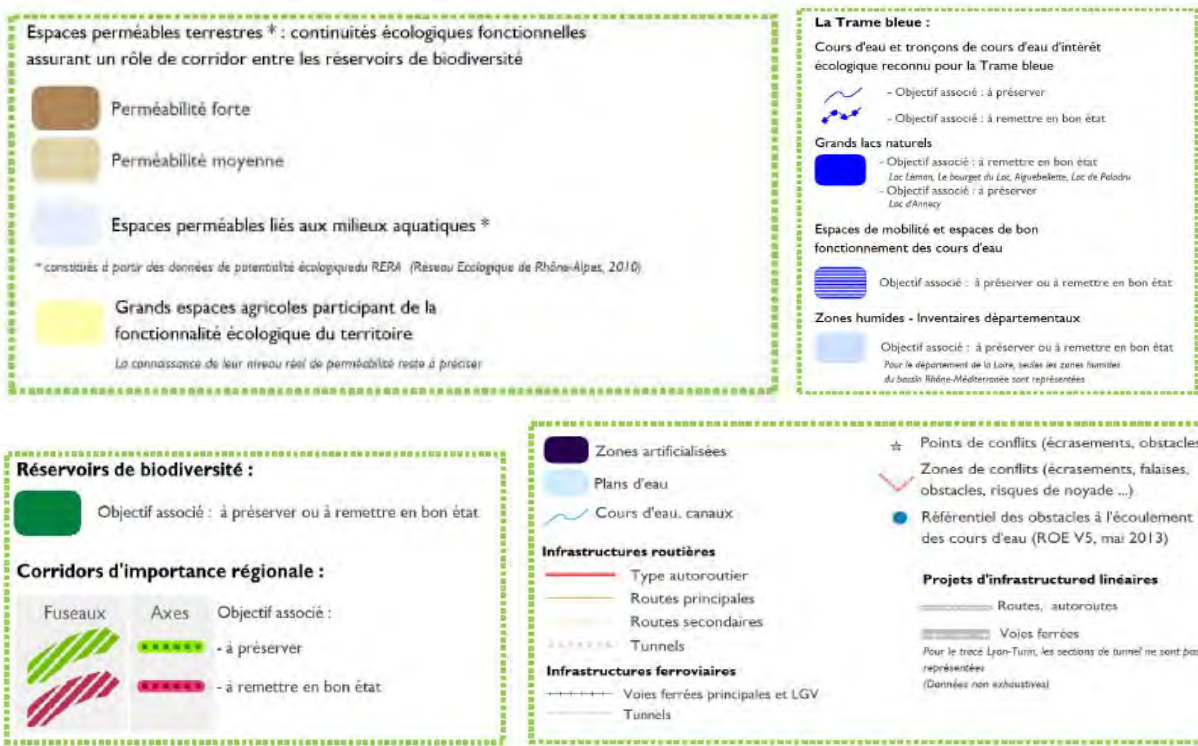 Espaces perméables terrestres * : continuités écologiques fonctionnelles
assurant un rôle de corridor entre les réservoirs de biodiversité
Perméabilité forte
Perméabilité moyenne
Espaces perméables liés aux milieux aquatiques *
* constitués à partir des données de potentialité écologiquedu RERA (Réseau Ecologique de Rhône-Alpes, 2010)
Grands espaces agricoles participant de la
fonctionnalité écologique du territoire
La connaissance de leur niveau réel de perméabilité reste à préciser
La Trame bleue :
Cours d'eau et tronçons de cours d'eau d'intérêt
écologique reconnu pour la Trame bleue
- Objectif associé : à préserver
- Objectif associé : à remettre en bon état
Grands lacs naturels
- Objectif associé : à remettre en bon état
Lac Léman, Le bourget du Lac, Aiguebelette, Lac de Paladru
- Objectif associé : à préserver
Lac d'Annecy
Espaces de mobilité et espaces de bon
fonctionnement des cours d'eau
Objectif associé : à préserver ou à remettre en bon état
Zones humides - Inventaires départementaux
Objectif associé : à préserver ou à remettre en bon état
Pour le département de la Loire, seules les zones humides
du bassin Rhône-Méditerranée sont représentées
Réservoirs de biodiversité :
Objectif associé : à préserver ou à remettre en bon état
Corridors d'importance régionale :
Fuseaux Axes Objectif associé :
- à préserver
- à remettre en bon état
Zones artificialisées
Plans d'eau
Cours d'eau, canaux
Infrastructures routières
Type autoroutier
Routes principales
Routes secondaires
Tunnels
Infrastructures ferroviaires
Voies ferrées principales et LGV
Tunnels
Points de conflits (écrasements, obstacles
Zones de conflits (écrasements, falaises,
obstacles, risques de noyade ...)
Référentiel des obstacles à l'écoulement
des cours d'eau (ROE V5, mai 2013)
Projets d'infrastructured linéaires
Routes, autoroutes
Voies ferrées
Pour le tracé Lyon-Turin, les sections de tunnel ne sont pas
représentées
(Données non exhaustives)